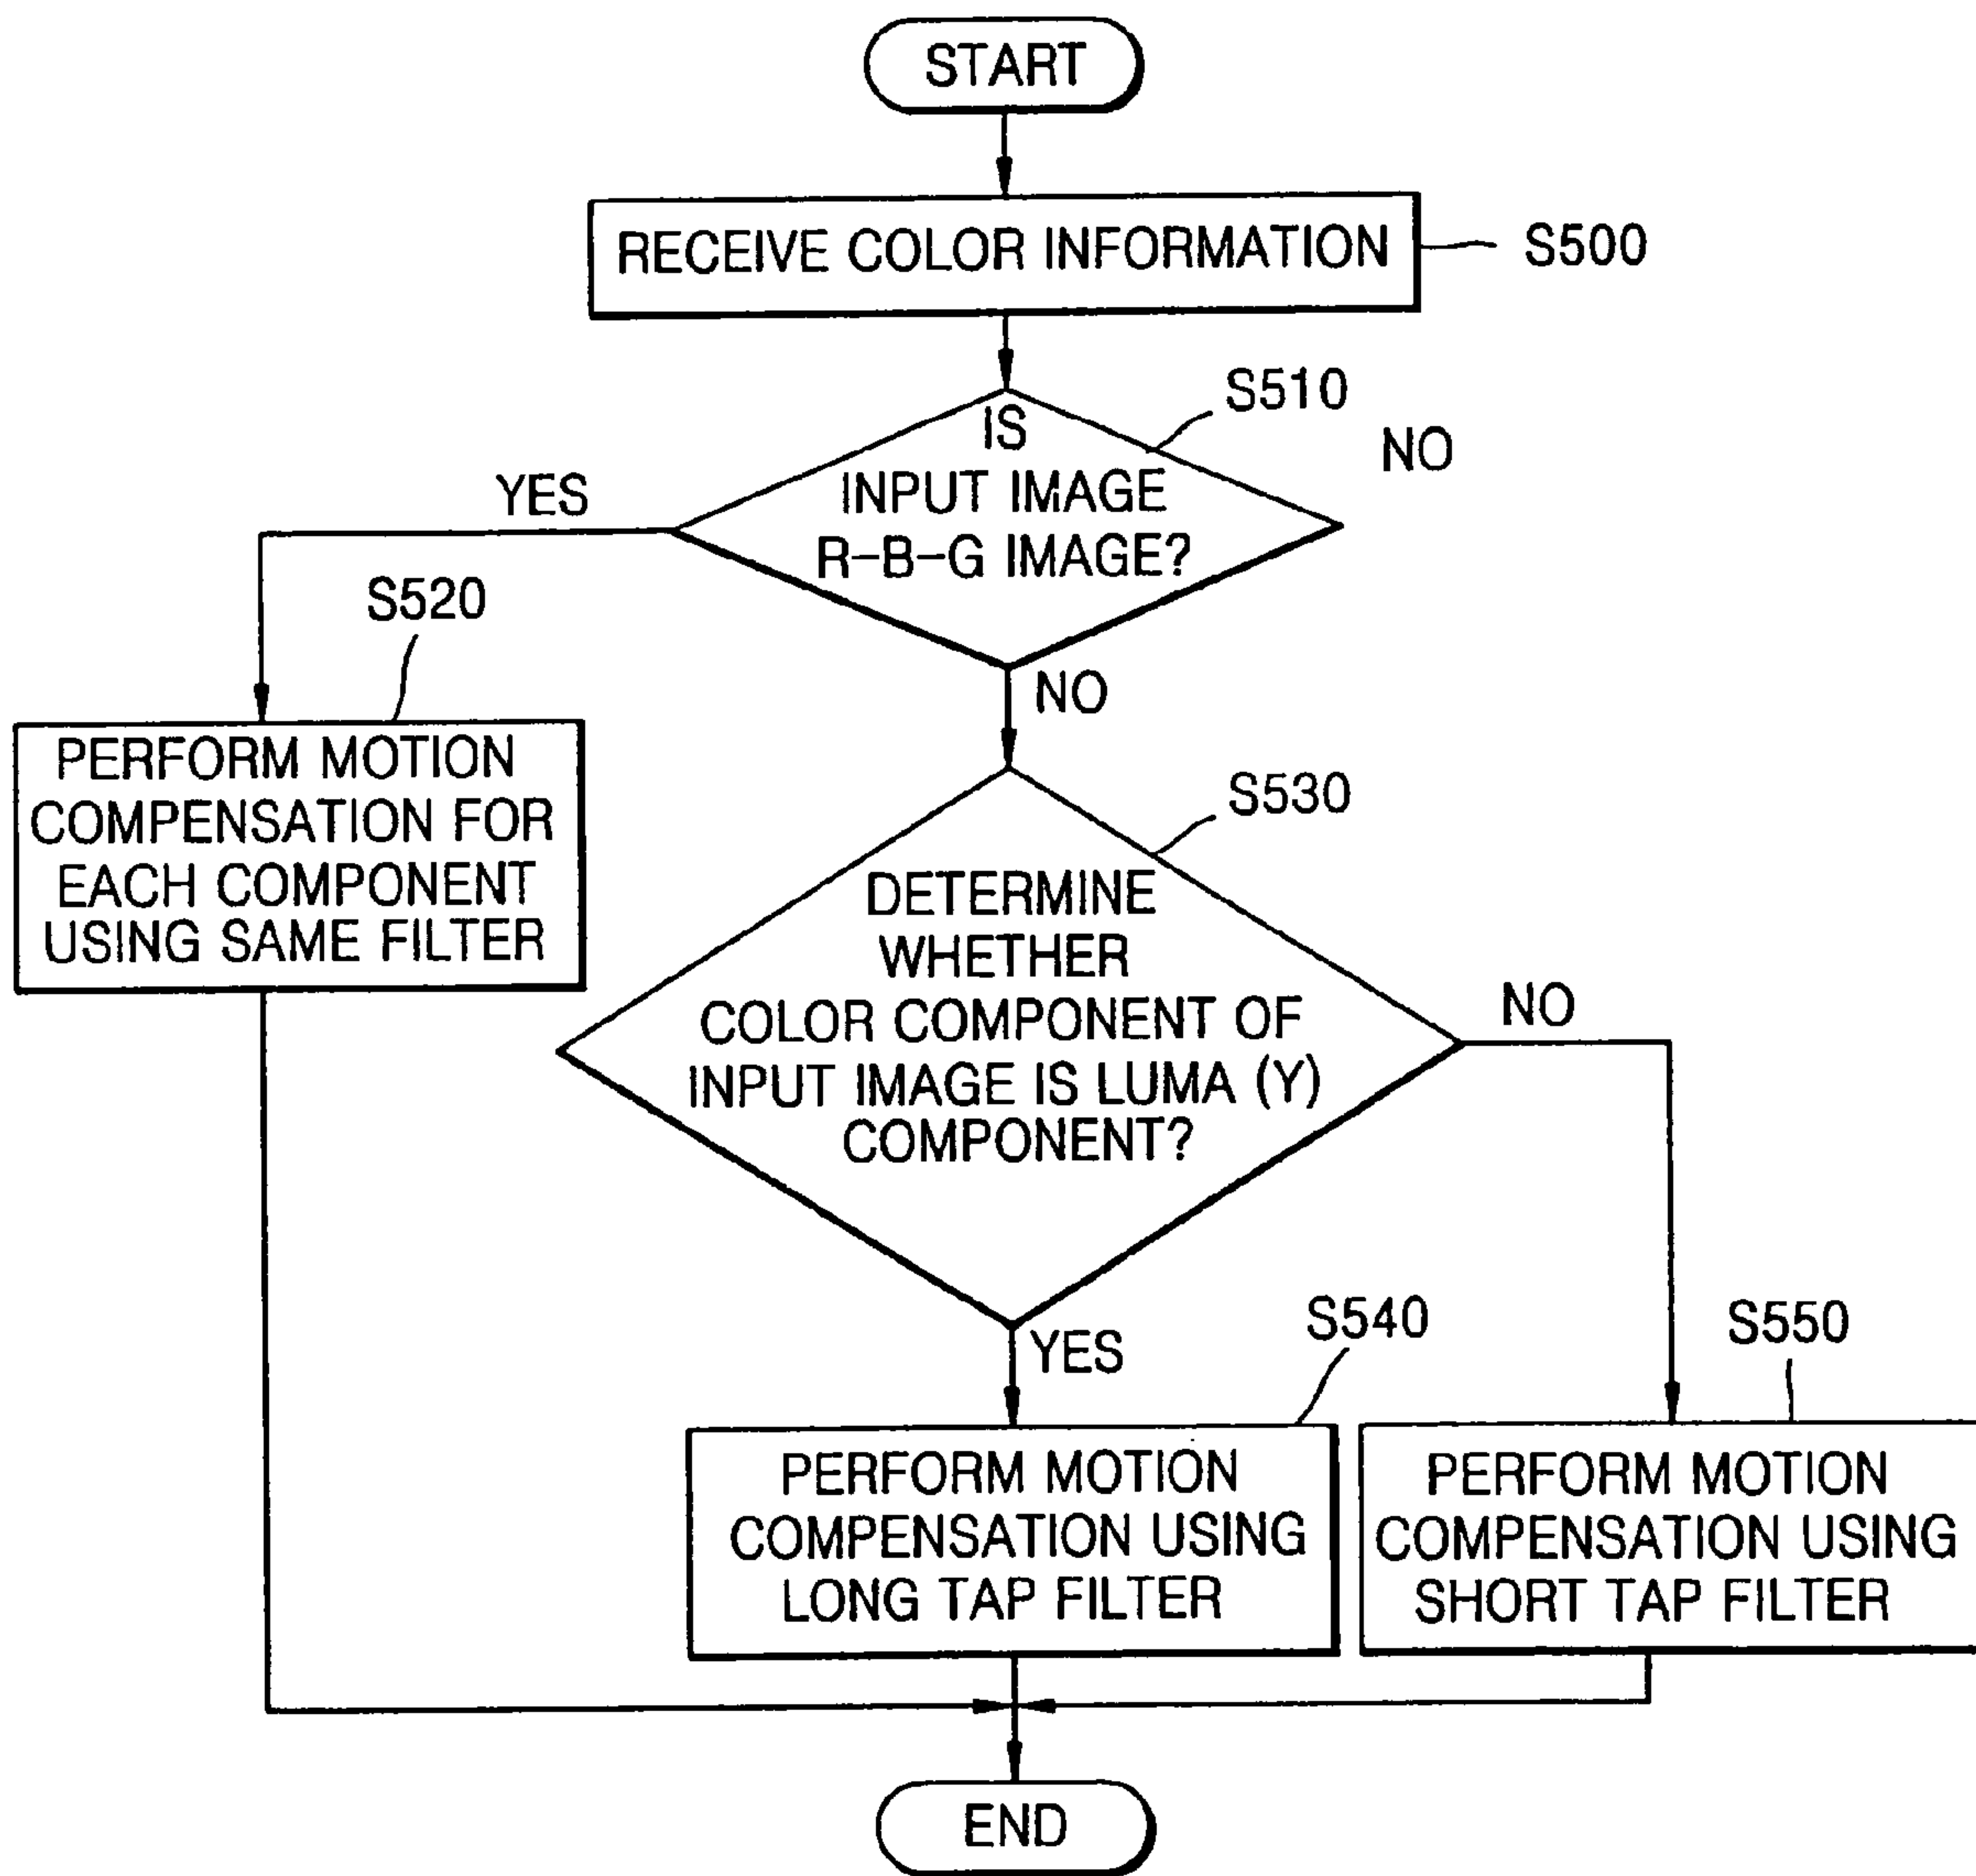 START
RECEIVE COLOR INFORMATION
S500
S510
IS
INPUT IMAGE
R-B-G IMAGE?
NO
YES
S520
NO
PERFORM MOTION
COMPENSATION FOR
EACH COMPONENT
USING SAME FILTER
S530
DETERMINE
WHETHER
COLOR COMPONENT OF
INPUT IMAGE IS LUMA (Y)
COMPONENT?
NO
YES
S540
S550
PERFORM MOTION
COMPENSATION USING
LONG TAP FILTER
PERFORM MOTION
COMPENSATION USING
SHORT TAP FILTER
END